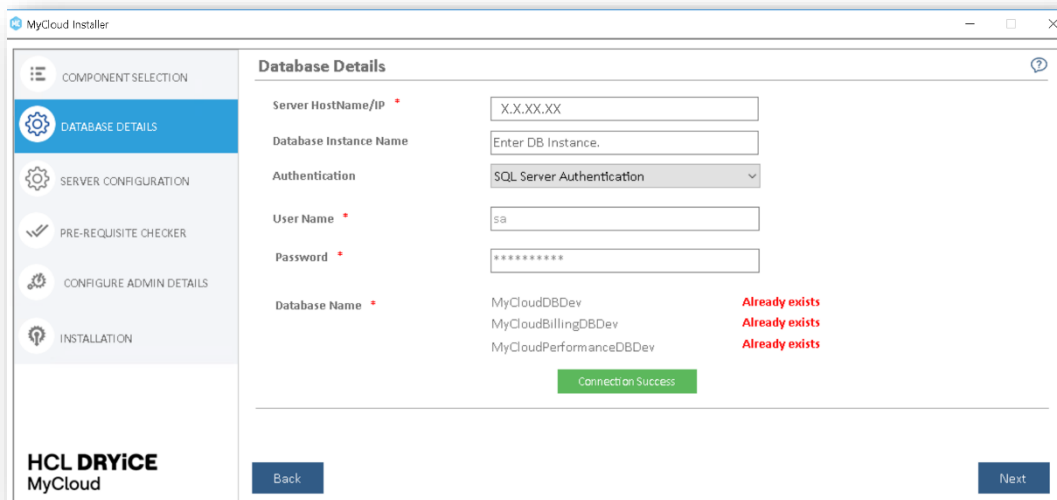 MyCloud Installer
COMPONENT SELECTION
DATABASE DETAILS
SERVER CONFIGURATION
PRE-REQUISITE CHECKER
CONFIGURE ADMIN DETAILS
INSTALLATION
HCL DRYiCE
MyCloud
Database Details
Server HostName/IP * X.X.XX.XX
Database Instance Name Enter DB Instance.
Authentication SQL Server Authentication
User Name * sa
Password * **********
Database Name * MyCloudDBDev Already exists
MyCloudBillingDBDev Already exists
MyCloudPerformanceDBDev Already exists
Connection Success
Back Next